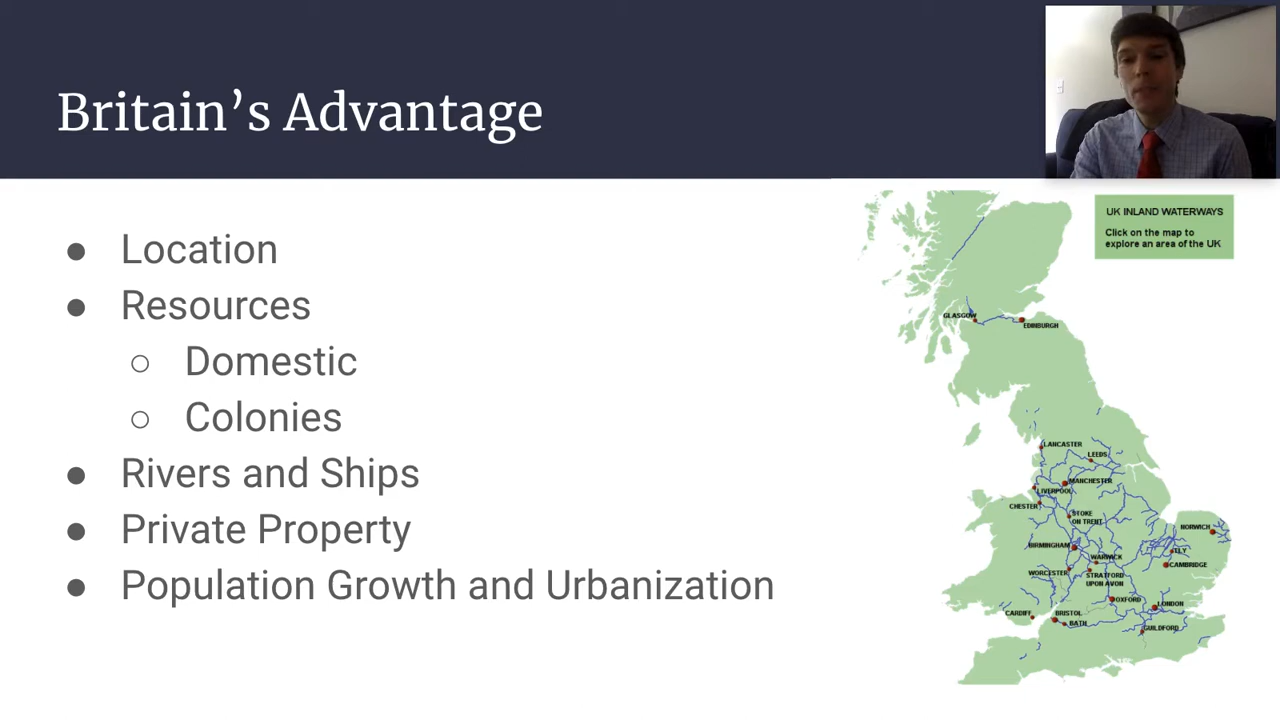 Britain’s Advantage
● Location
● Resources
○ Domestic
○ Colonies
● Rivers and Ships
● Private Property
● Population Growth and Urbanization
UK INLAND WATERWAYS
Click on the map to
explore an area of the UK
GLASGOW
EDINBURGH
LANCASTER
LEEDS
MANCHESTER
LIVERPOOL
CHESTER
STOKE
ON TRENT
NORWICH
BIRMINGHAM
ELY
WARWICK
CAMBRIDGE
WORCESTER
STRATFORD
UPON AVON
OXFORD
LONDON
CARDIFF
BRISTOL
BATH
GUILDFORD